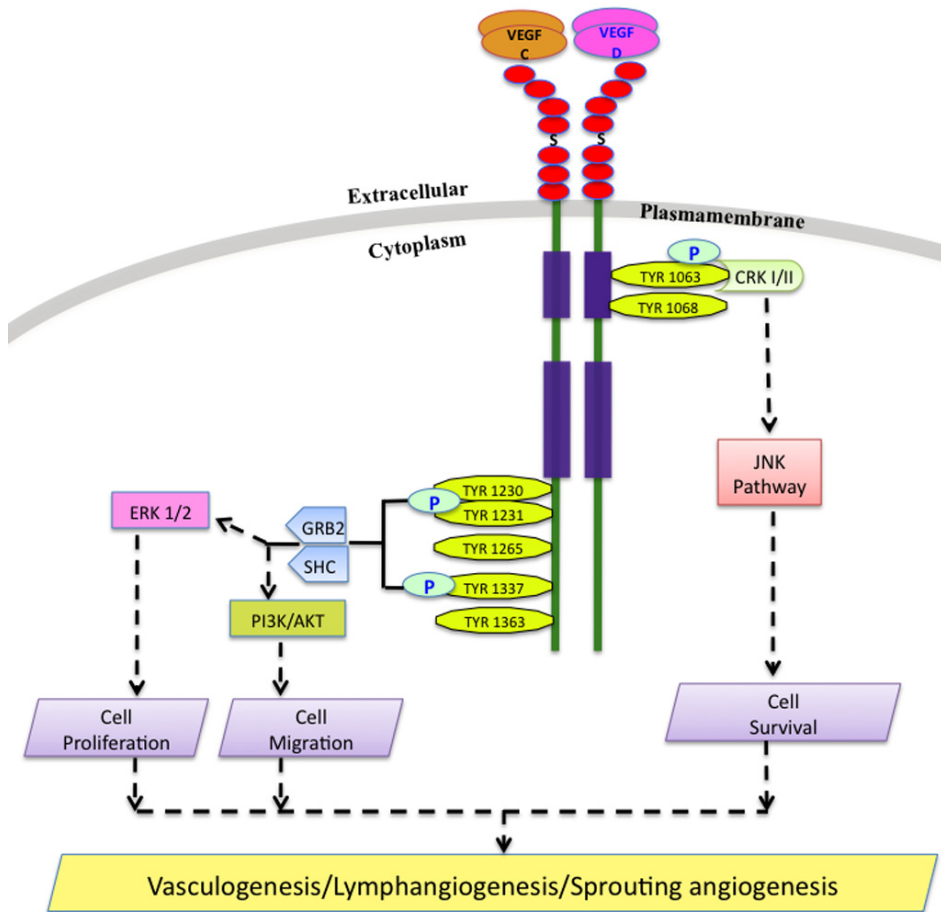 VEGF
C
VEGF
D
S
S
Extracellular
Plasmamembrane
Cytoplasm
P
TYR 1063
CRK I/II
TYR 1068
JNK
Pathway
TYR 1230
P
TYR 1231
ERK 1/2
GRB2
TYR 1265
SHC
P
TYR 1337
PI3K/AKT
TYR 1363
Cell
Proliferation
Cell
Migration
Cell
Survival
Vasculogenesis/Lymphangiogenesis/Sprouting angiogenesis